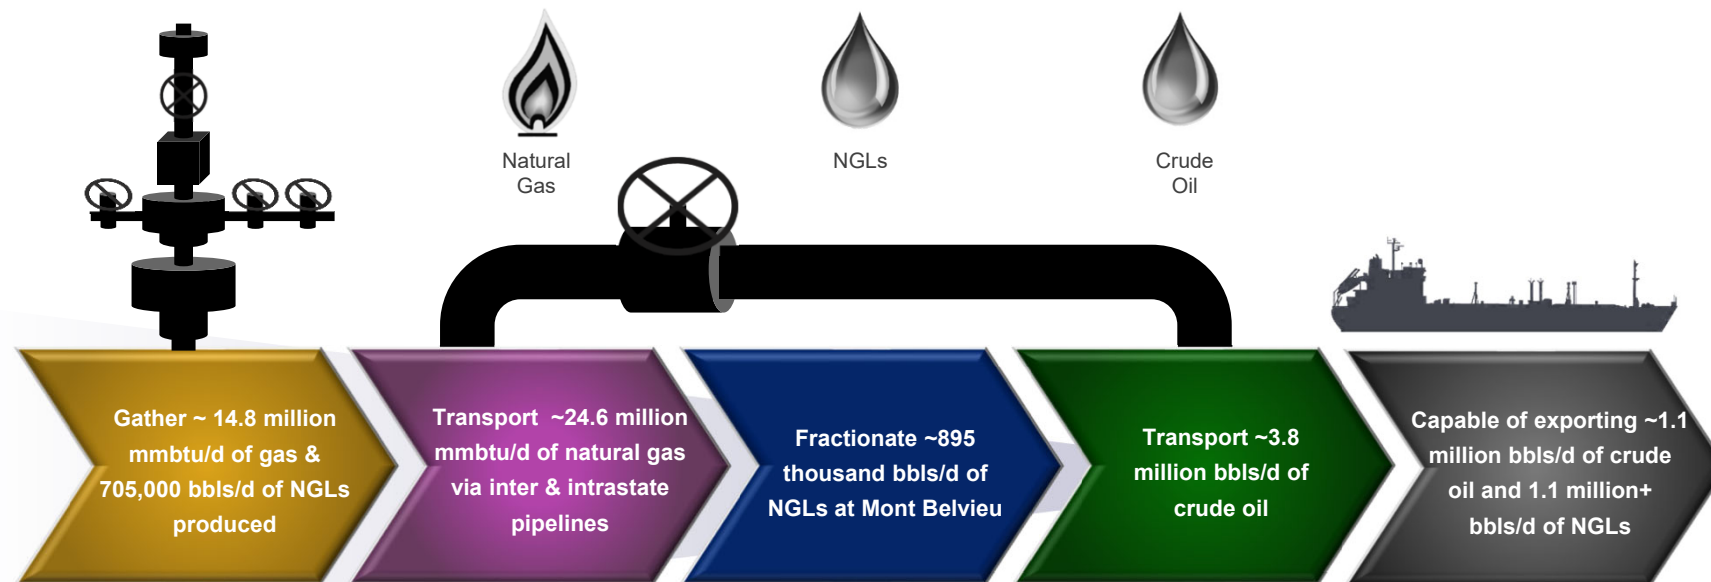 Natural
Gas
NGLs
Crude
Oil
Gather ~ 14.8 million
mmbtu/d of gas &
705,000 bbls/d of NGLs
produced
Transport ~24.6 million
mmbtu/d of natural gas
via inter & intrastate
pipelines
Fractionate ~895
thousand bbls/d of
NGLs at Mont Belvieu
Transport ~3.8
million bbls/d of
crude oil
Capable of exporting ~1.1
million bbls/d of crude
oil and 1.1 million+
bbls/d of NGLs